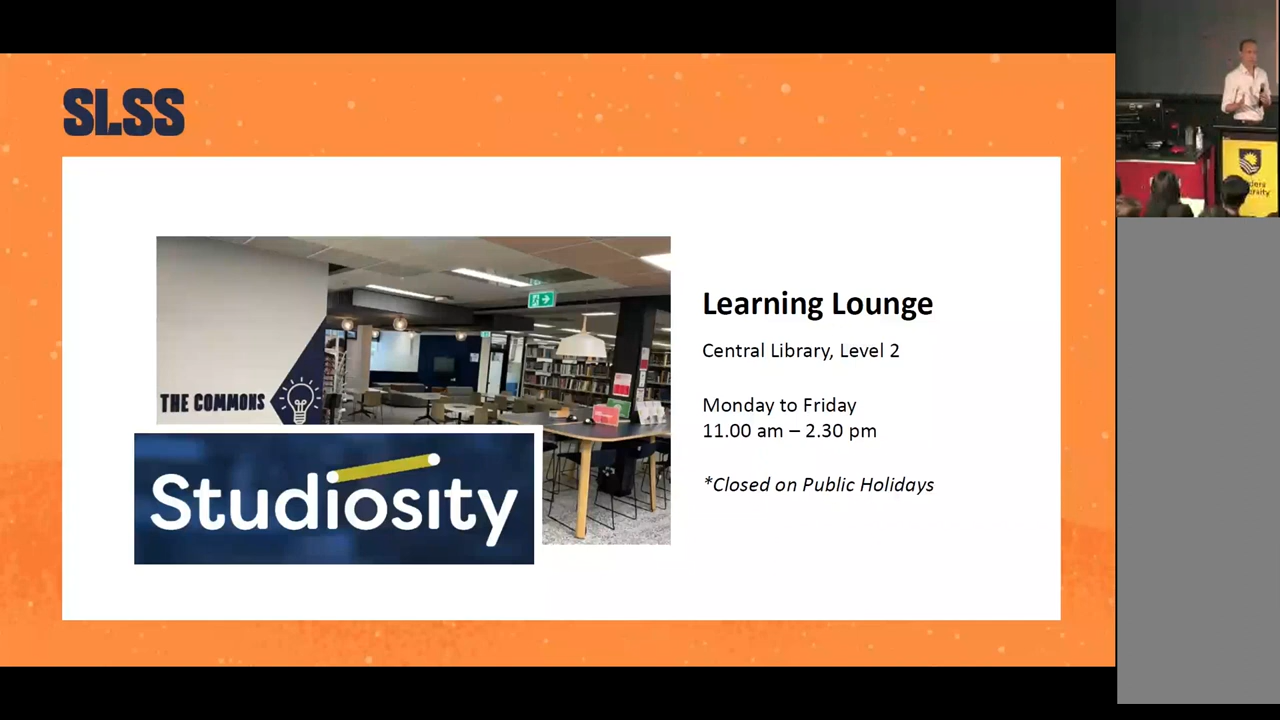 SLSS
THE COMMONS
Studiosity
Learning Lounge
Central Library, Level 2
Monday to Friday
11.00 am – 2.30 pm
*Closed on Public Holidays